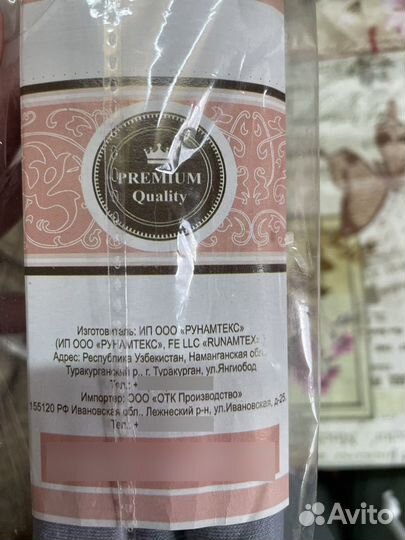 PREMIUM
Quality
Изготовитель: ИП ООО «РУНАМТЕКС»
(ИП ООО «РУНАМТЕКС», FE LLC «RUNAMTEX»
Адрес: Республика Узбекистан, Наманганская
Туракурганский р., г. Туракурган, ул.Янгиобод
Тел.: +
Импортер: ООО «ОТК Производство»
155120 РФ Ивановская обл., Лежнеский р-н, ул.Ивановская, д-25.
Тел.: +
Avito